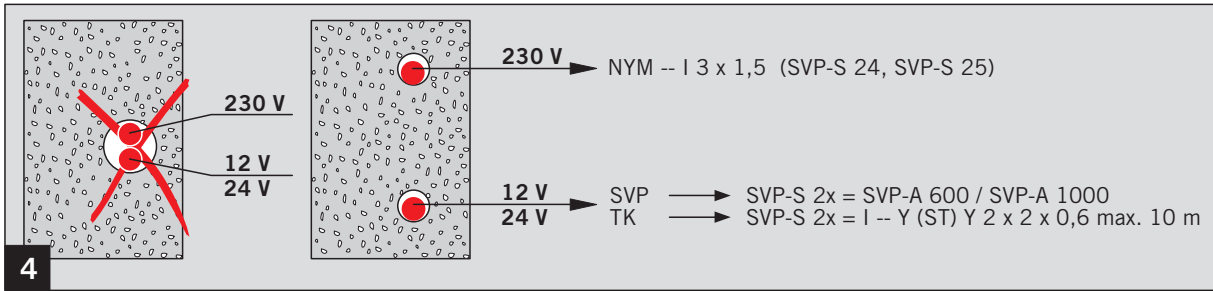 230 V
12 V
24 V
230 V NYM -- I 3 x 1,5 (SVP-S 24, SVP-S 25)
12 V SVP SVP-S 2x = SVP-A 600 / SVP-A 1000
24 V TK SVP-S 2x = I -- Y (ST) Y 2 x 2 x 0,6 max. 10 m
4